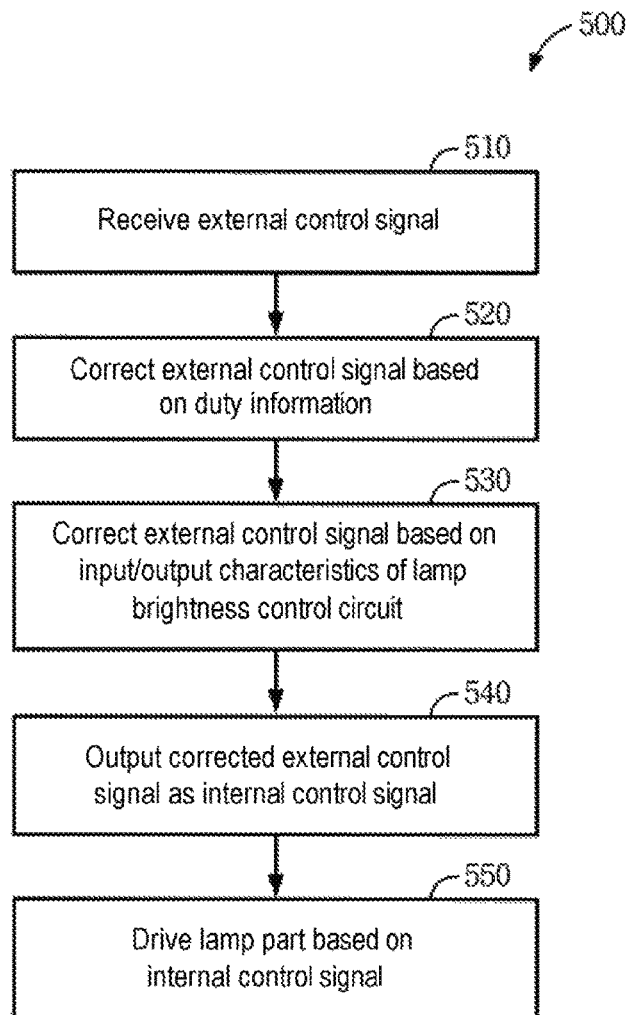 500
510
Receive external control signal
520
Correct external control signal based
on duty information
530
Correct external control signal based on
input/output characteristics of lamp
brightness control circuit
540
Output corrected external control
signal as internal control signal
550
Drive lamp part based on
internal control signal